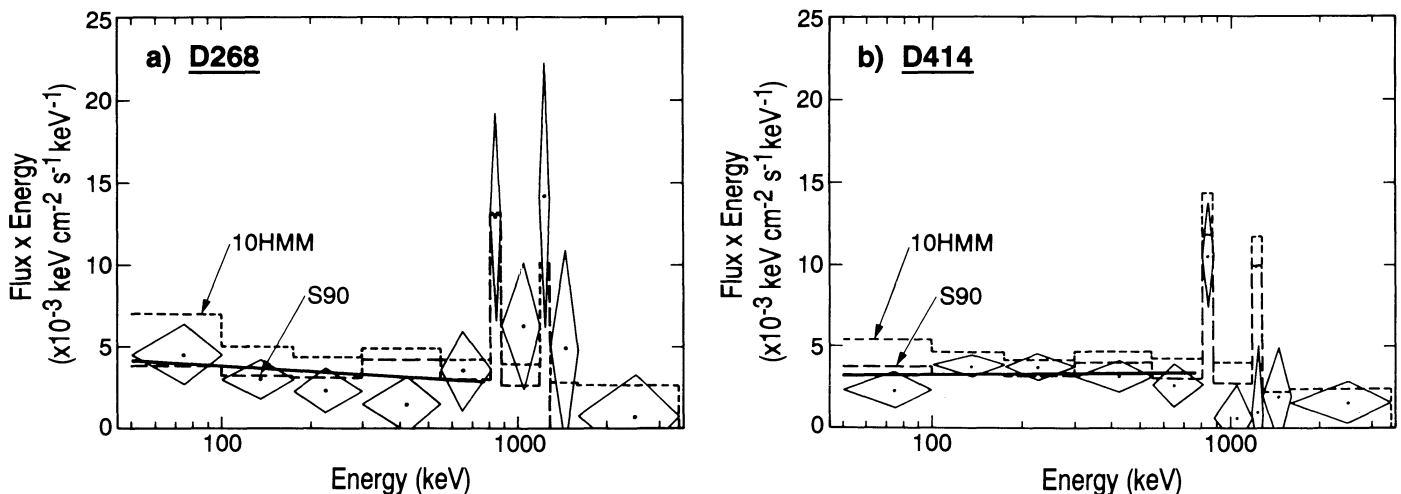 a) D268
25
20
15
10
5
0
Flux x Energy
(x10-3 keV cm-2 s-1 keV-1)
10HMM
S90
100
1000
Energy (keV)
b) D414
25
20
15
10
5
0
Flux x Energy
(x10-3 keV cm-2 s-1 keV-1)
10HMM
S90
100
1000
Energy (keV)